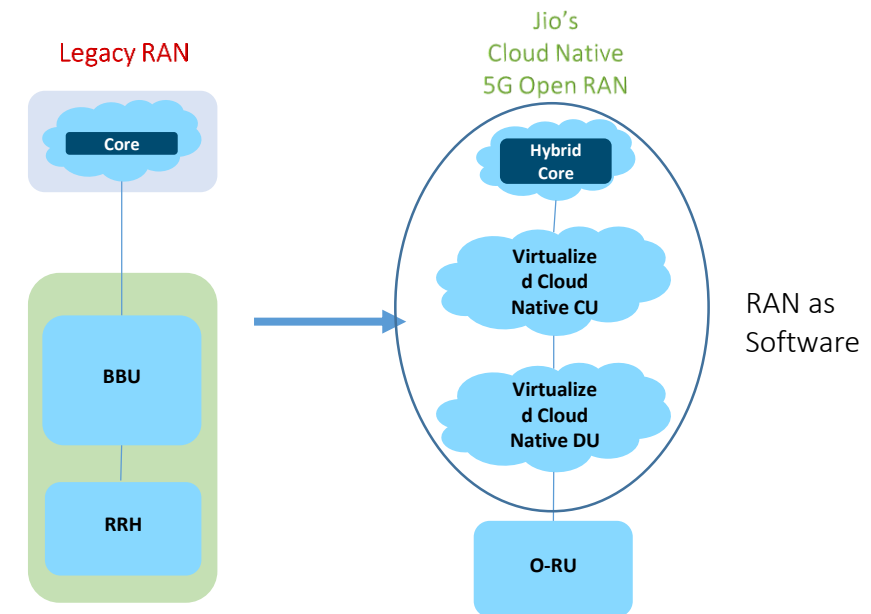 Legacy RAN
Core
BBU
RRH
Jio’s
Cloud Native
5G Open RAN
Hybrid
Core
Virtualize
d Cloud
Native CU
Virtualize
d Cloud
Native DU
O-RU
RAN as
Software